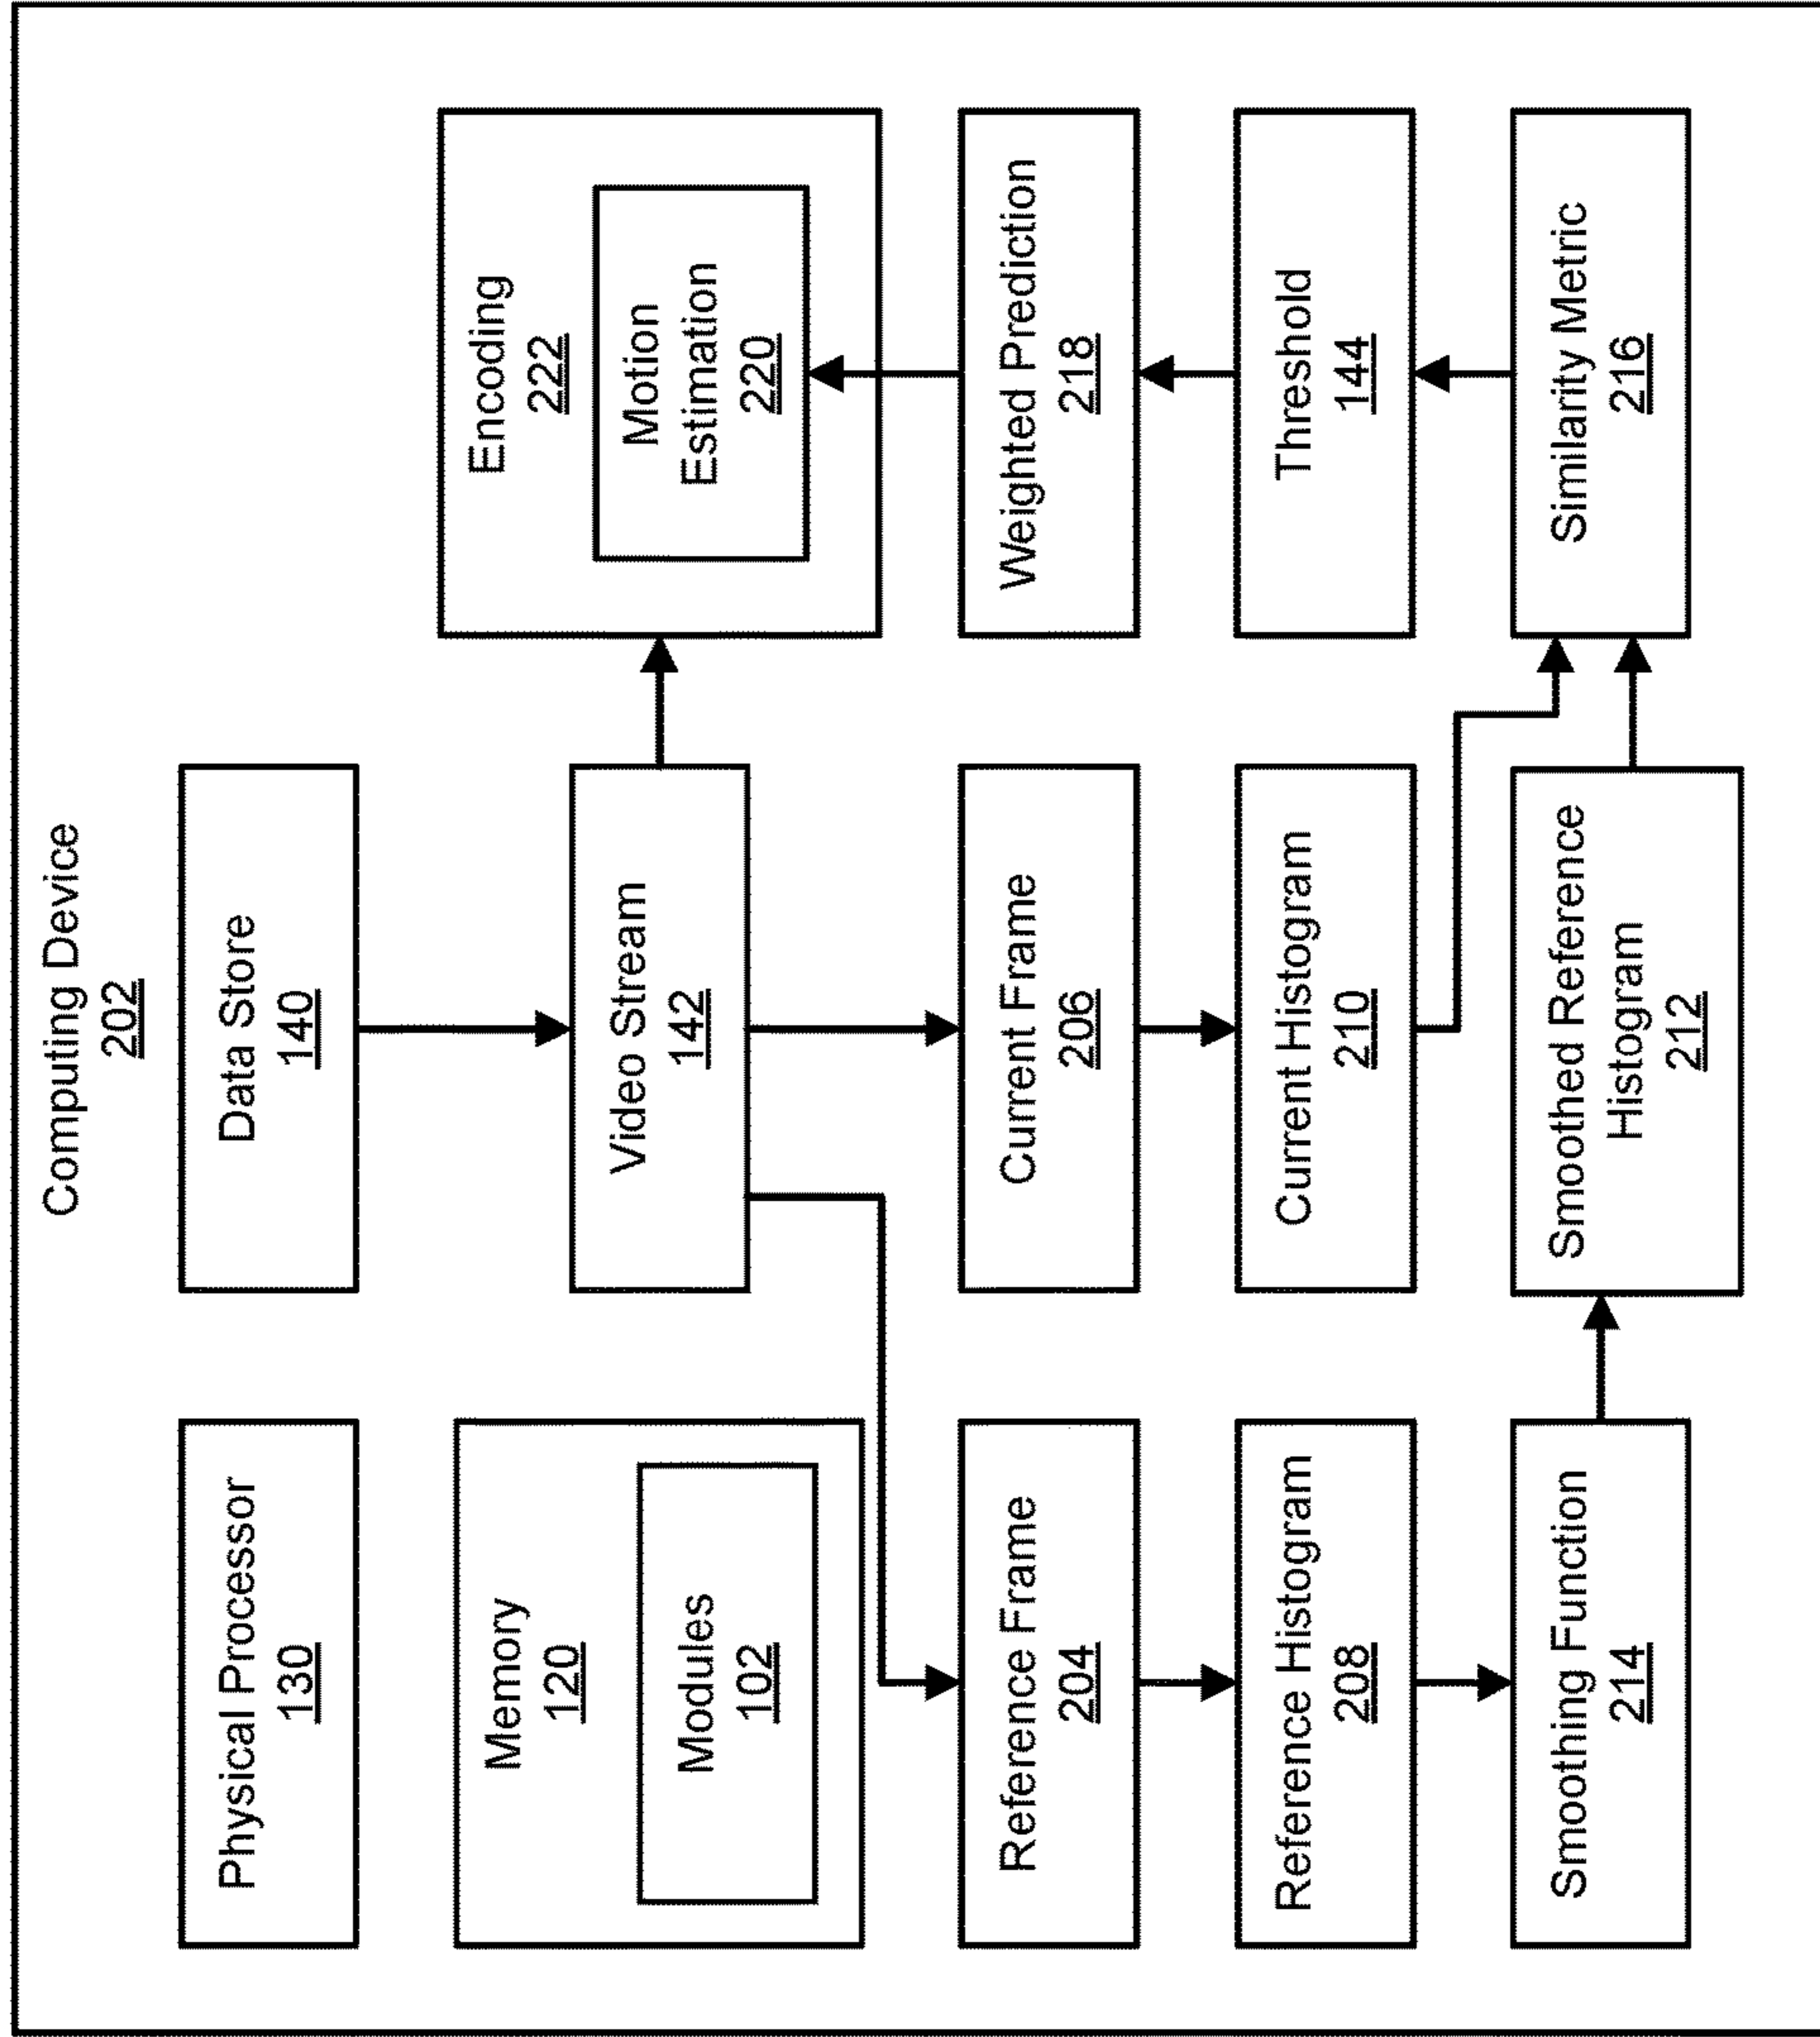 Computing Device
202
Physical Processor
130
Data Store
140
Memory
120
Modules
102
Video Stream
142
Encoding
222
Motion
Estimation
220
Reference Frame
204
Current Frame
206
Weighted Prediction
218
Reference Histogram
208
Current Histogram
210
Threshold
144
Smoothing Function
214
Smoothed Reference
Histogram
212
Similarity Metric
216